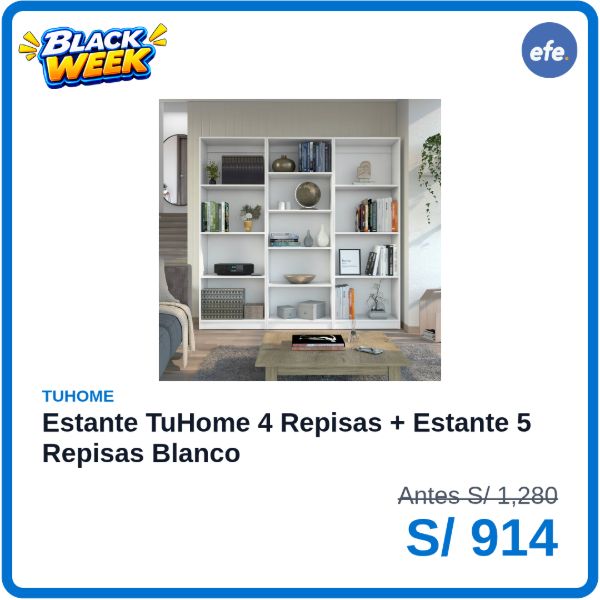 BLACK
WEEK
efe.
TUHOME
Estante TuHome 4 Repisas + Estante 5
Repisas Blanco
Antes S/ 1,280
S/ 914